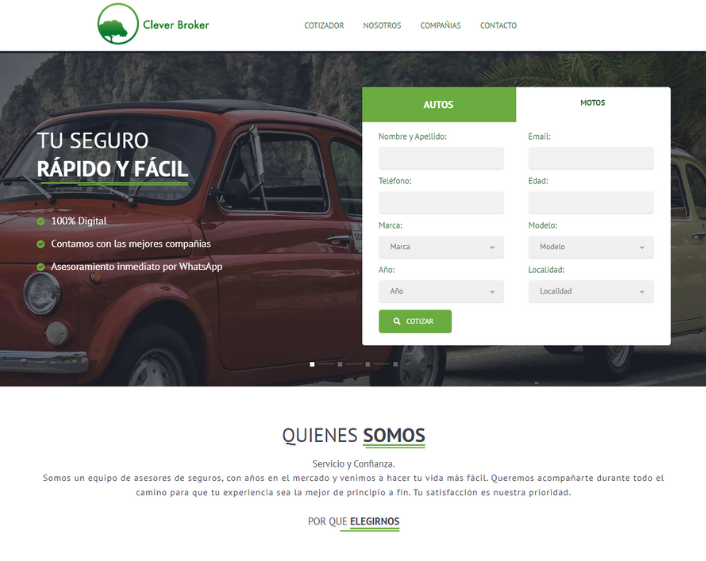 Clever Broker
COTIZADOR NOSOTROS COMPAÑIAS CONTACTO
TU SEGURO
RÁPIDO Y FÁCIL
100% Digital
Contamos con las mejores compañias
Asesoramiento inmediato por WhatsApp
AUTOS MOTOS
Nombre y Apellido: Email:
Teléfono: Edad:
Marca: Modelo:
Marca Modelo
Año: Localidad:
Año Localidad
COTIZAR
QUIENES SOMOS
Servicio y Confianza.
Somos un equipo de asesores de seguros, con años en el mercado y venimos a hacer tu vida más fácil. Queremos acompañarte durante todo el
camino para que tu experiencia sea la mejor de principio a fin. Tu satisfacción es nuestra prioridad.
POR QUE ELEGIRNOS